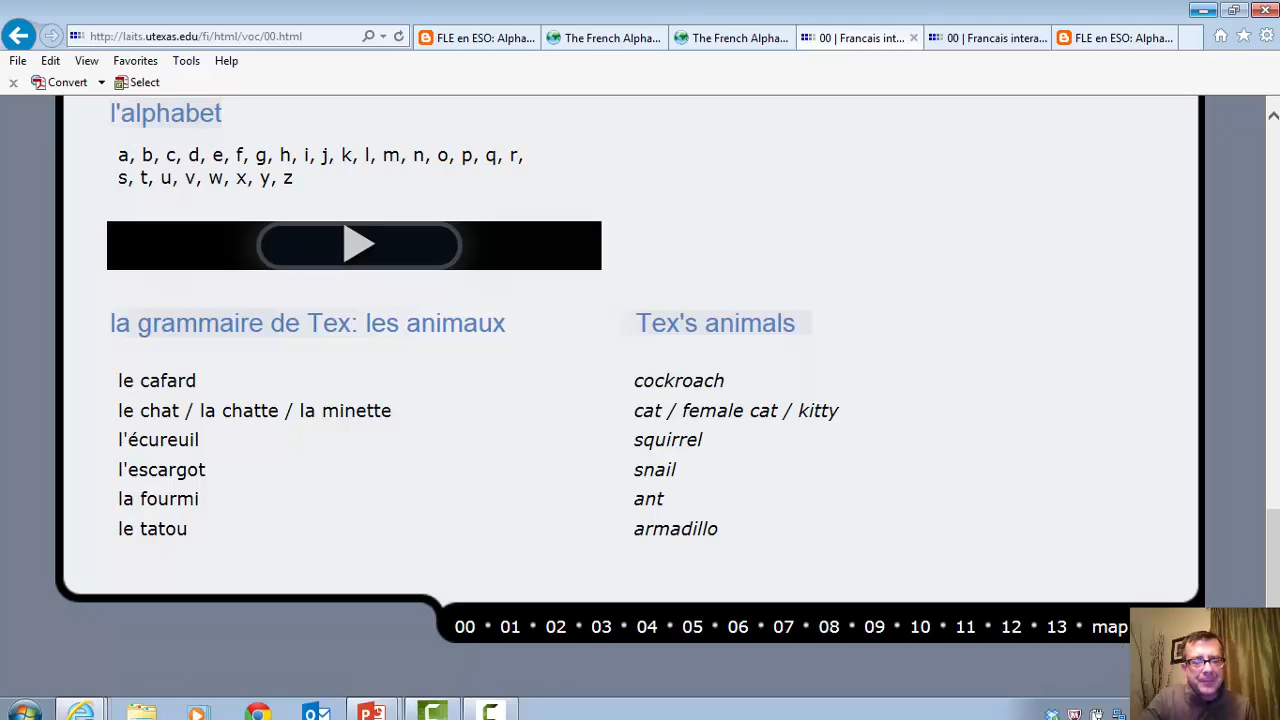 http://laits.utexas.edu/fi/html/voc/00.html
FLE en ESO: Alpha...
The French Alphab...
The French Alphab...
00 | Francais int...
00 | Francais intera...
FLE en ESO: Alphab...
File Edit View Favorites Tools Help
x Convert Select
l'alphabet
a, b, c, d, e, f, g, h, i, j, k, l, m, n, o, p, q, r,
s, t, u, v, w, x, y, z
la grammaire de Tex: les animaux
Tex's animals
le cafard
cockroach
le chat / la chatte / la minette
cat / female cat / kitty
l'écureuil
squirrel
l'escargot
snail
la fourmi
ant
le tatou
armadillo
00 • 01 • 02 • 03 • 04 • 05 • 06 • 07 • 08 • 09 • 10 • 11 • 12 • 13 • map